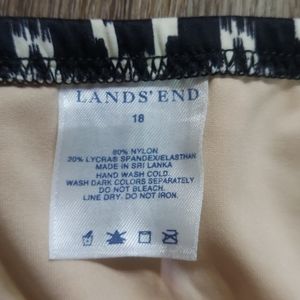 LANDS' END
18
80% NYLON
20% LYCRA® SPANDEX/ELASTHAN
MADE IN SRI LANKA
HAND WASH COLD.
WASH DARK COLORS SEPARATELY
DO NOT BLEACH.
LINE DRY. DO NOT IRON.